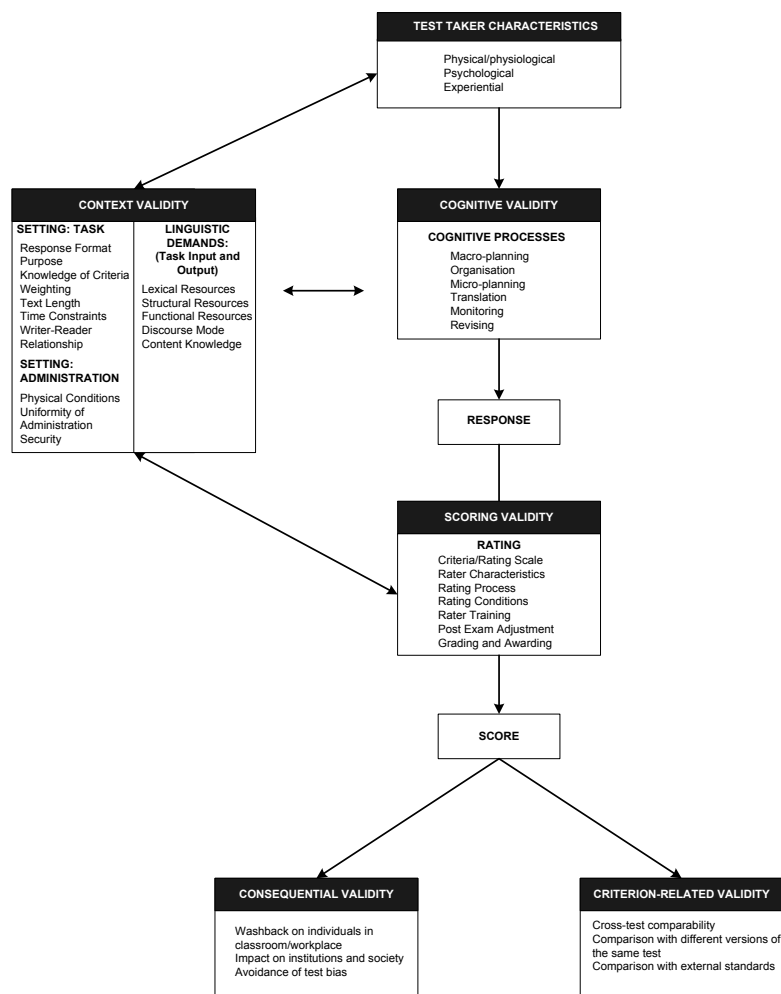 TEST TAKER CHARACTERISTICS
Physical/physiological
Psychological
Experiential
CONTEXT VALIDITY
SETTING: TASK
Response Format
Purpose
Knowledge of Criteria
Weighting
Text Length
Time Constraints
Writer-Reader
Relationship
SETTING:
ADMINISTRATION
Physical Conditions
Uniformity of
Administration
Security
LINGUISTIC
DEMANDS:
(Task Input and
Output)
Lexical Resources
Structural Resources
Functional Resources
Discourse Mode
Content Knowledge
COGNITIVE VALIDITY
COGNITIVE PROCESSES
Macro-planning
Organisation
Micro-planning
Translation
Monitoring
Revising
RESPONSE
SCORING VALIDITY
RATING
Criteria/Rating Scale
Rater Characteristics
Rating Process
Rating Conditions
Rater Training
Post Exam Adjustment
Grading and Awarding
SCORE
CONSEQUENTIAL VALIDITY
Washback on individuals in
classroom/workplace
Impact on institutions and society
Avoidance of test bias
CRITERION-RELATED VALIDITY
Cross-test comparability
Comparison with different versions of
the same test
Comparison with external standards